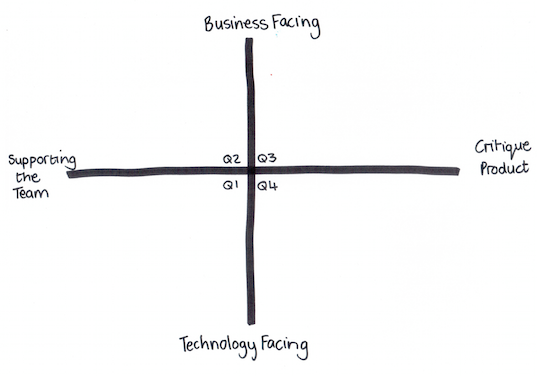 Business Facing
Supporting
the
Team
Q2 Q3
Q1 Q4
Critique
Product
Technology Facing